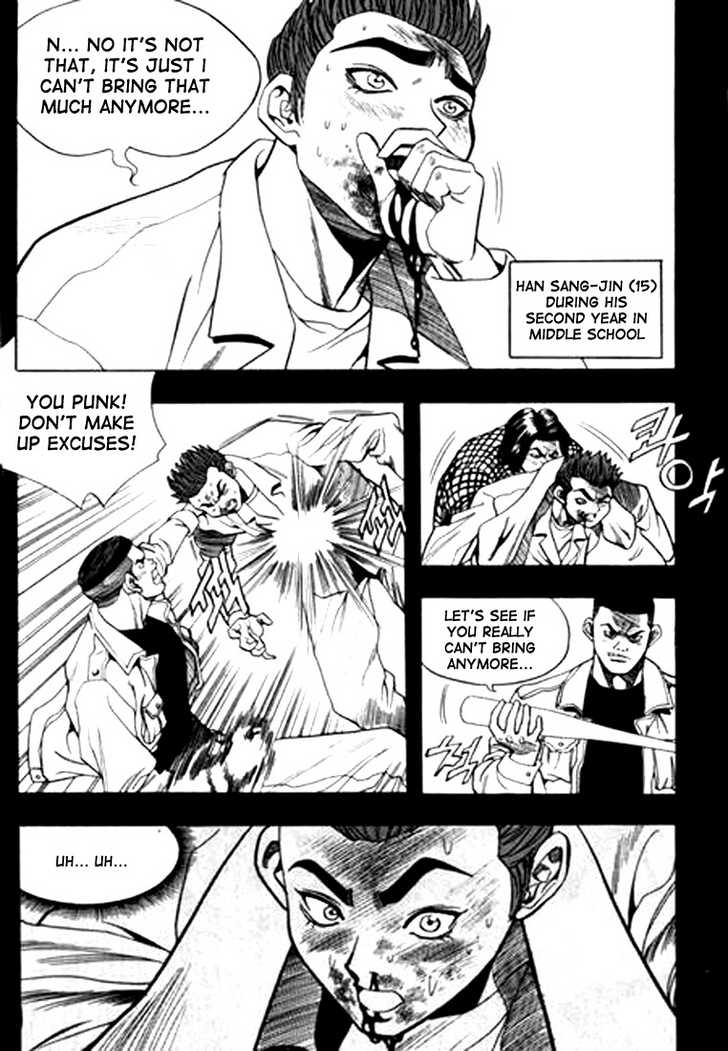 N... NO IT'S NOT
THAT, IT'S JUST I
CAN'T BRING THAT
MUCH ANYMORE...
HAN SANG-JIN (15)
DURING HIS
SECOND YEAR IN
MIDDLE SCHOOL
YOU PUNK!
DON'T MAKE
UP EXCUSES!
LET'S SEE IF
YOU REALLY
CAN'T BRING
ANYMORE...
UH... UH...